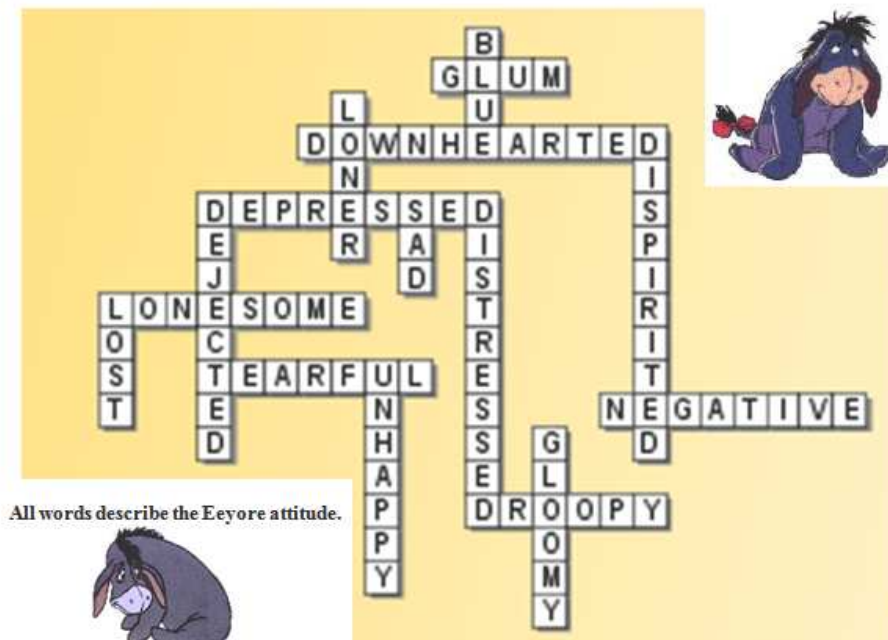 BLUE
GLUM
LONER
DOWNHEARTED
DISPIRITED
DEPRESSED
DEJECTED
SAD
DISTRESSED
LONESOME
LOST
TEARFUL
UNHAPPY
NEGATIVE
GLOOMY
DROOPY
All words describe the Eeyore attitude.